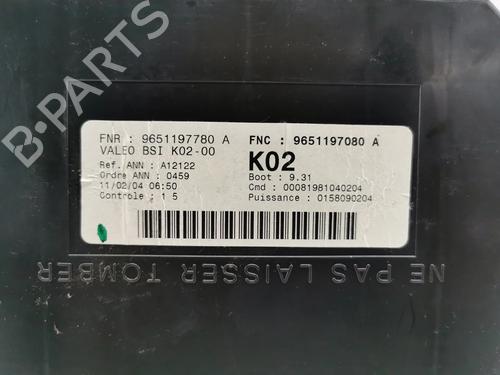 B-PARTS
FNR : 9651197780 A
FNC : 9651197080 A
VALEO BSI K02-00
K02
Ref. ANN : A12122
Boot : 9.31
Ordre ANN : 0459
Cmd : 00081981040204
11/02/04 06:50
Puissance : 0158090204
Controle : 1 5
NE PAS LAISSER TOMBER